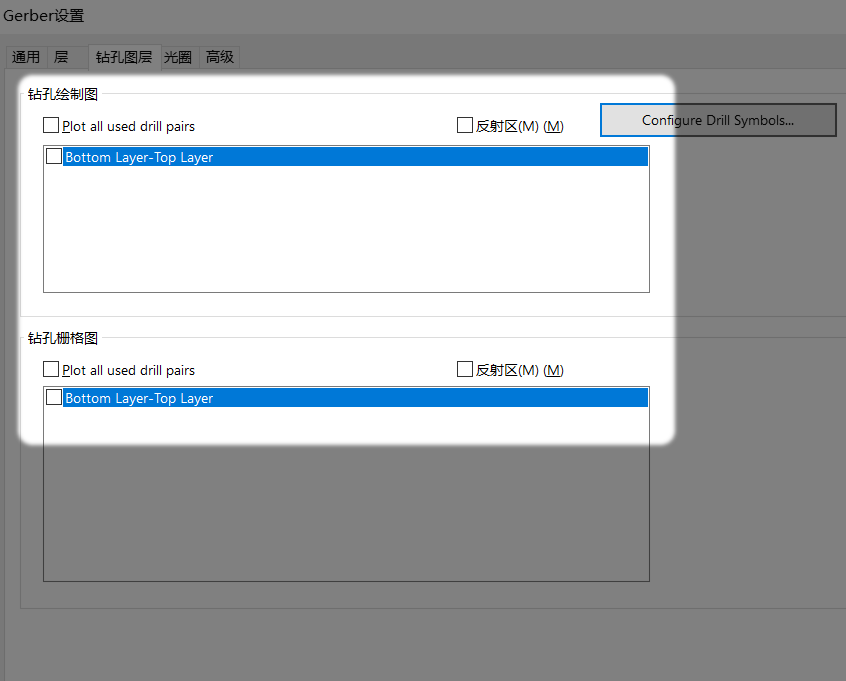 Gerber设置
通用 层 钻孔图层 光圈 高级
钻孔绘制图
Plot all used drill pairs 反射区(M) (M) Configure Drill Symbols...
Bottom Layer-Top Layer
钻孔栅格图
Plot all used drill pairs 反射区(M) (M)
Bottom Layer-Top Layer